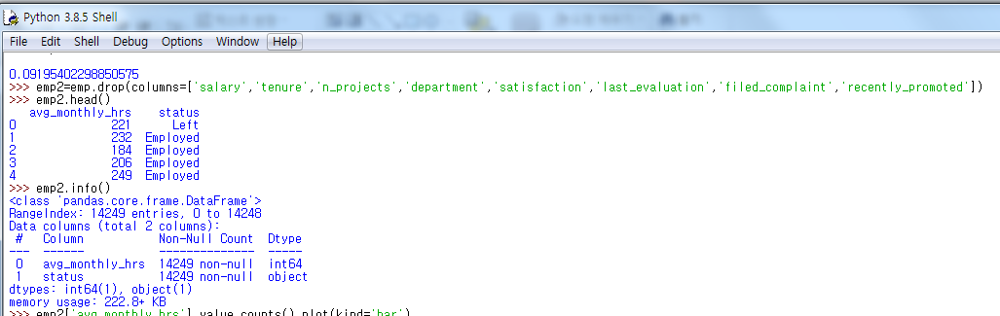 Python 3.8.5 Shell
File Edit Shell Debug Options Window Help
0.09195402298850575
>>> emp2=emp.drop(columns=['salary','tenure','n_projects','department','satisfaction','last_evaluation','filed_complaint','recently_promoted'])
>>> emp2.head()
   avg_monthly_hrs    status
0              221      Left
1              232  Employed
2              184  Employed
3              206  Employed
4              249  Employed
>>> emp2.info()
<class 'pandas.core.frame.DataFrame'>
RangeIndex: 14249 entries, 0 to 14248
Data columns (total 2 columns):
 #   Column           Non-Null Count  Dtype
---  ------           --------------  -----
 0   avg_monthly_hrs  14249 non-null  int64
 1   status           14249 non-null  object
dtypes: int64(1), object(1)
memory usage: 222.8+ KB
>>> emp2['avg_monthly_hrs'].value_counts().plot(kind='bar')